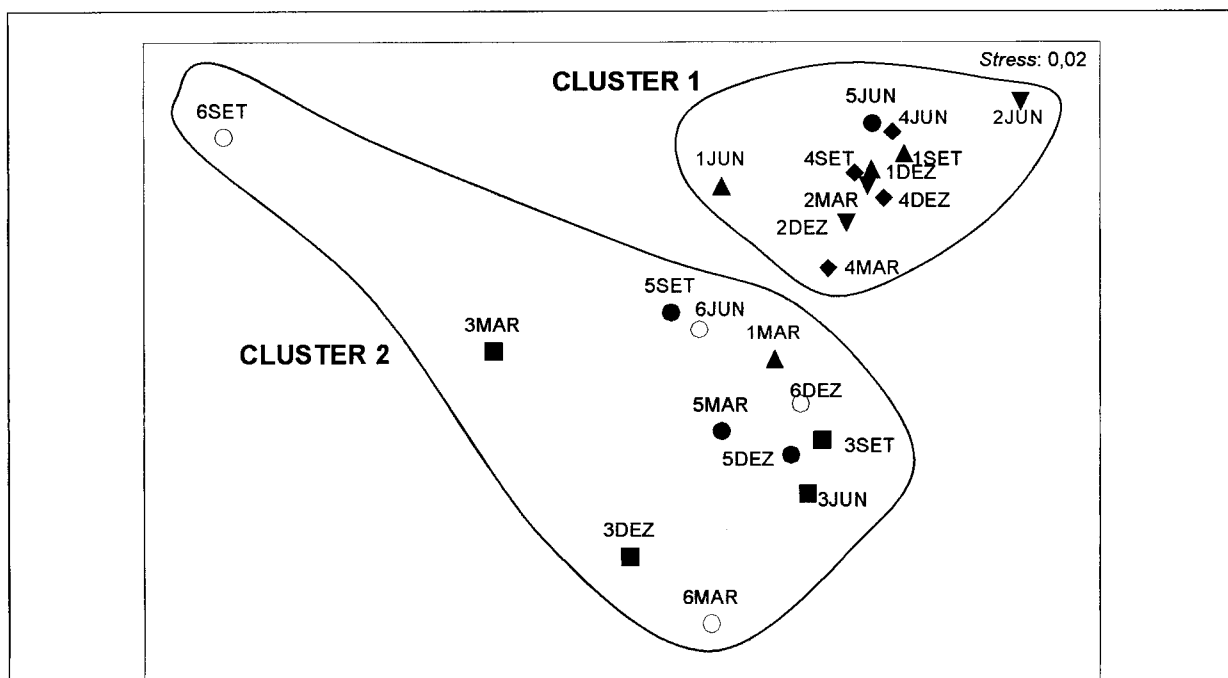 Stress: 0,02
CLUSTER 1
6SET
5JUN
4JUN
2JUN
1JUN
4SET
1SET
1DEZ
2MAR
4DEZ
2DEZ
4MAR
5SET
6JUN
3MAR
1MAR
CLUSTER 2
6DEZ
5MAR
3SET
5DEZ
3JUN
3DEZ
6MAR